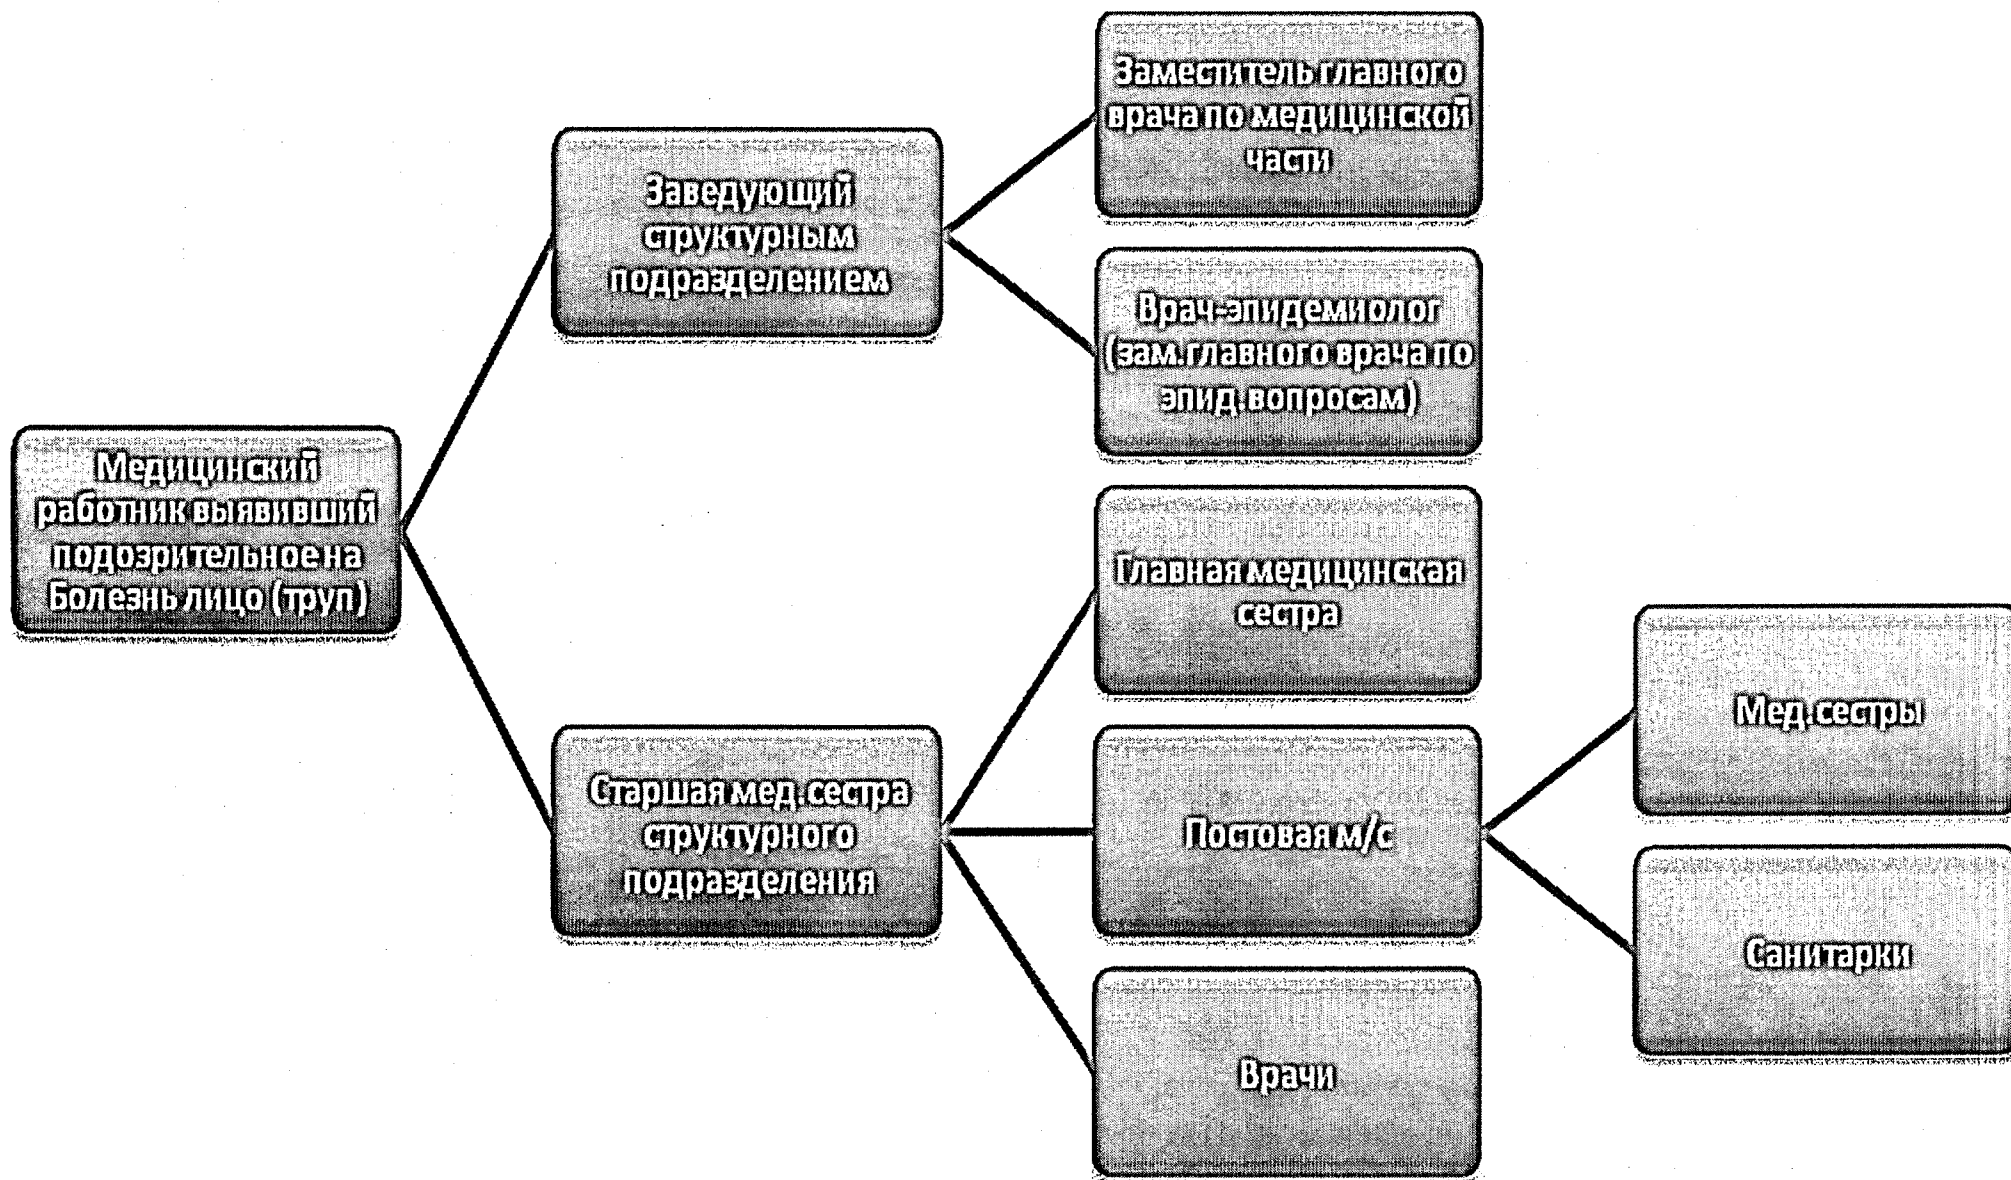 Медицинский
работник выявивший
подозрительное на
Болезнь лицо (труп)
Заведующий
структурным
подразделением
Заместитель главного
врача по медицинской
части
Врач-эпидемиолог
(зам.главного врача по
эпид.вопросам)
Старшая мед.сестра
структурного
подразделения
Главная медицинская
сестра
Постовая м/с
Врачи
Мед.сестры
Санитарки